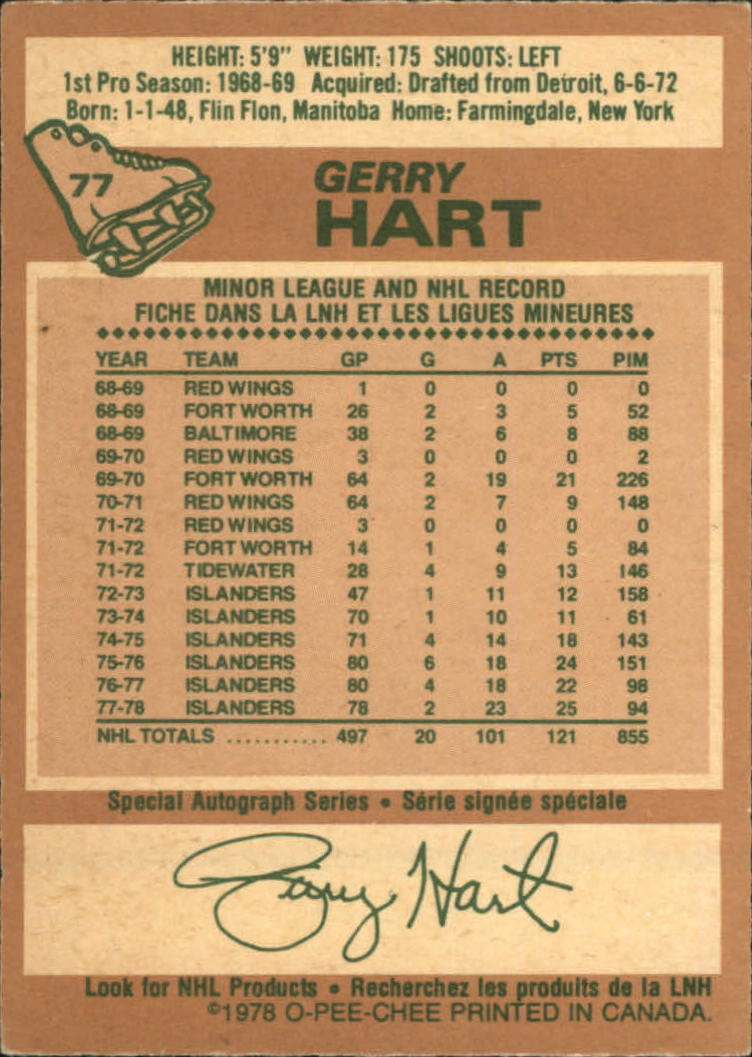 HEIGHT: 5'9" WEIGHT: 175 SHOOTS: LEFT
1st Pro Season: 1968-69 Acquired: Drafted from Detroit, 6-6-72
Born: 1-1-48, Flin Flon, Manitoba Home: Farmingdale, New York
77
GERRY
HART
MINOR LEAGUE AND NHL RECORD
FICHE DANS LA LNH ET LES LIGUES MINEURES
YEAR TEAM GP G A PTS PIM
68-69 RED WINGS 1 0 0 0 0
68-69 FORT WORTH 26 2 3 5 52
68-69 BALTIMORE 38 2 6 8 88
69-70 RED WINGS 3 0 0 0 2
69-70 FORT WORTH 64 2 19 21 226
70-71 RED WINGS 64 2 7 9 148
71-72 RED WINGS 3 0 0 0 0
71-72 FORT WORTH 14 1 4 5 84
71-72 TIDEWATER 28 4 9 13 146
72-73 ISLANDERS 47 1 11 12 158
73-74 ISLANDERS 70 1 10 11 61
74-75 ISLANDERS 71 4 14 18 143
75-76 ISLANDERS 80 6 18 24 151
76-77 ISLANDERS 80 4 18 22 98
77-78 ISLANDERS 78 2 23 25 94
NHL TOTALS ........... 497 20 101 121 855
Special Autograph Series • Série signée spéciale
Gerry Hart
Look for NHL Products • Recherchez les produits de la LNH
©1978 O-PEE-CHEE PRINTED IN CANADA.